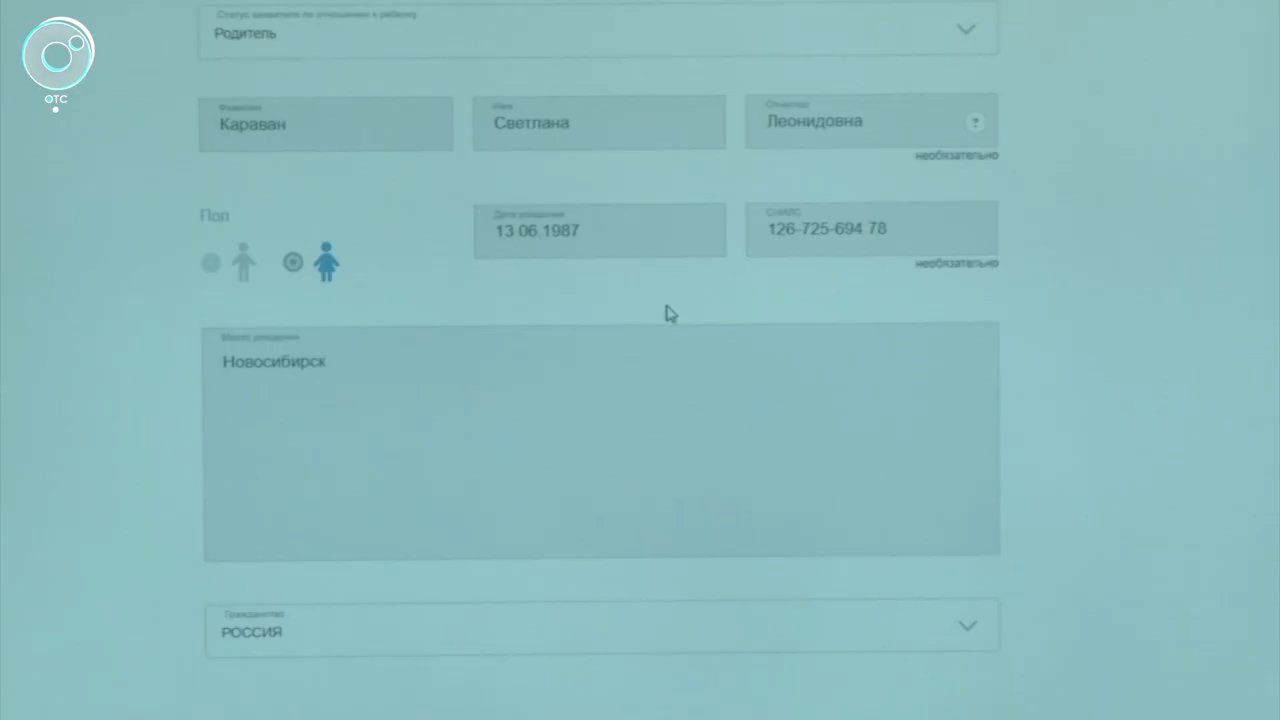 Статус заявителя по отношению к ребенку
Родитель
ОТС
Фамилия
Имя
Отчество
Караван
Светлана
Леонидовна
?
необязательно
Пол
Дата рождения
СНИЛС
13.06.1987
126-725-694 78
необязательно
Место рождения
Новосибирск
Гражданство
РОССИЯ